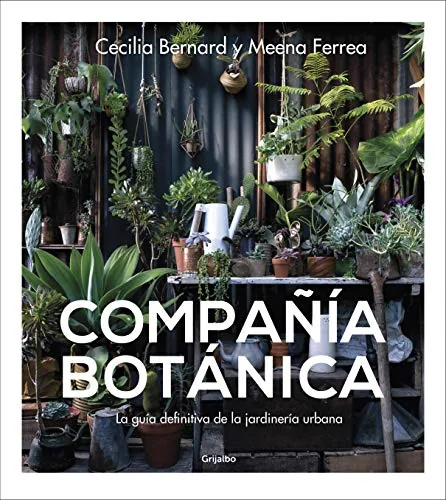 Cecilia Bernard y Meena Ferrea
COMPAÑÍA
BOTÁNICA
La guía definitiva de la jardinería urbana
Grijalbo